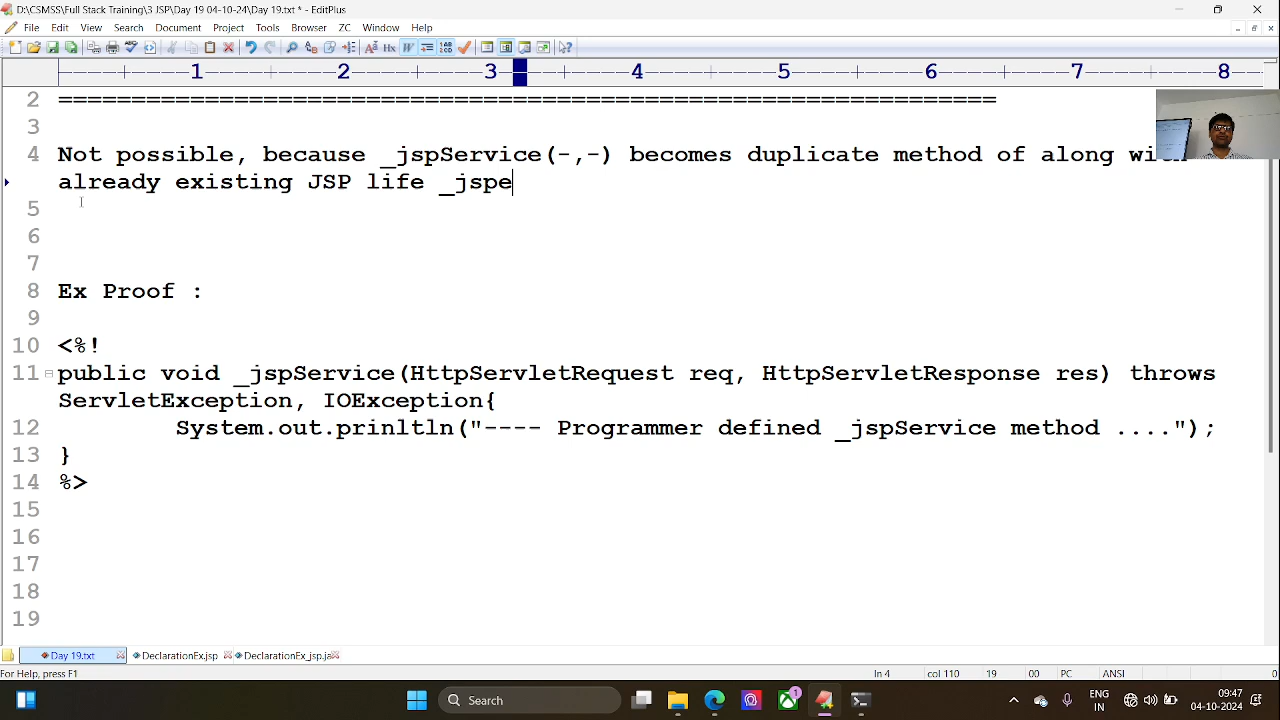 D:\CSMSS\Full Stack Training\3 JSP\Day 19 04-10-24\Day 19.txt * - EditPlus
File Edit View Search Document Project Tools Browser ZC Window Help
1 2 3 4 5 6 7 8
2 ================================================================
3
4 Not possible, because _jspService(-,-) becomes duplicate method of along with
already existing JSP life _jspe
5
6
7
8 Ex Proof :
9
10 <%!
11 public void _jspService(HttpServletRequest req, HttpServletResponse res) throws
ServletException, IOException{
12 System.out.prinltln("---- Programmer defined _jspService method ....");
13 }
14 %>
15
16
17
18
19
Day 19.txt DeclarationEx.jsp DeclarationEx_jsp.ja
For Help, press F1 ln 4 col 110 19 00 PC ANSI 0
Search 1 ENG IN 09:47 04-10-2024